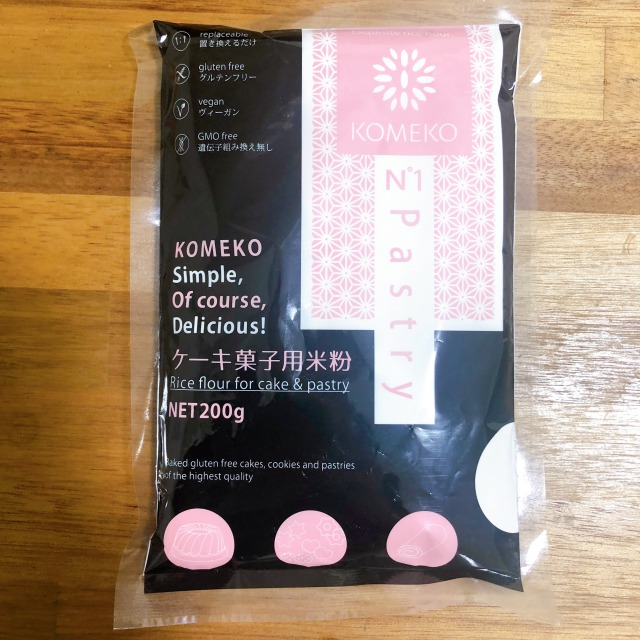 replaceable
1:1
置き換えるだけ
gluten free
グルテンフリー
vegan
ヴィーガン
GMO free
遺伝子組み換え無し
KOMEKO
N°1
Pastry
KOMEKO
Simple,
Of course,
Delicious!
ケーキ菓子用米粉
Rice flour for cake & pastry
NET200g
Baked gluten free cakes, cookies and pastries
of the highest quality